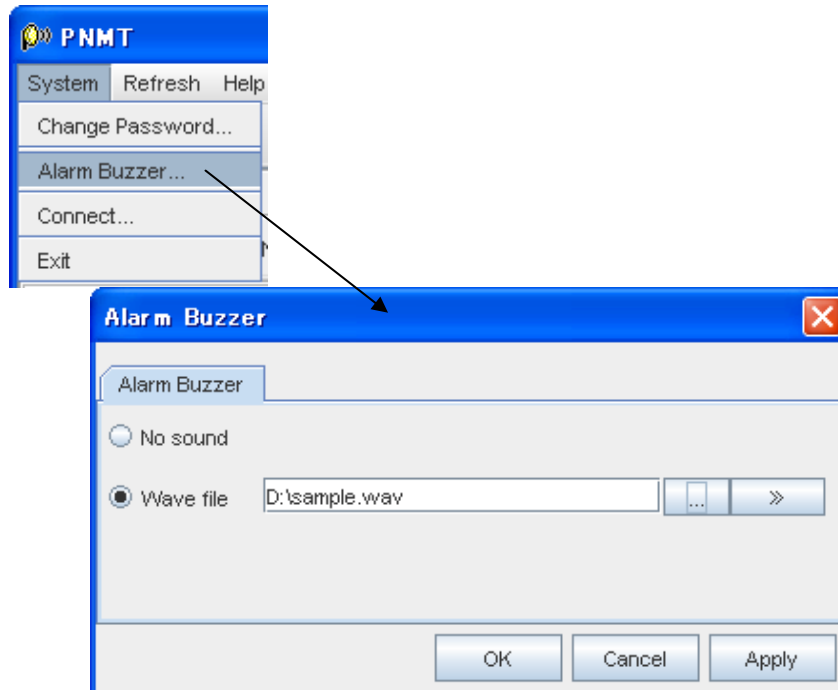 PNMT
System Refresh Help
Change Password...
Alarm Buzzer...
Connect...
Exit
Alarm Buzzer
Alarm Buzzer
No sound
Wave file D:\sample.wav ... »
OK Cancel Apply